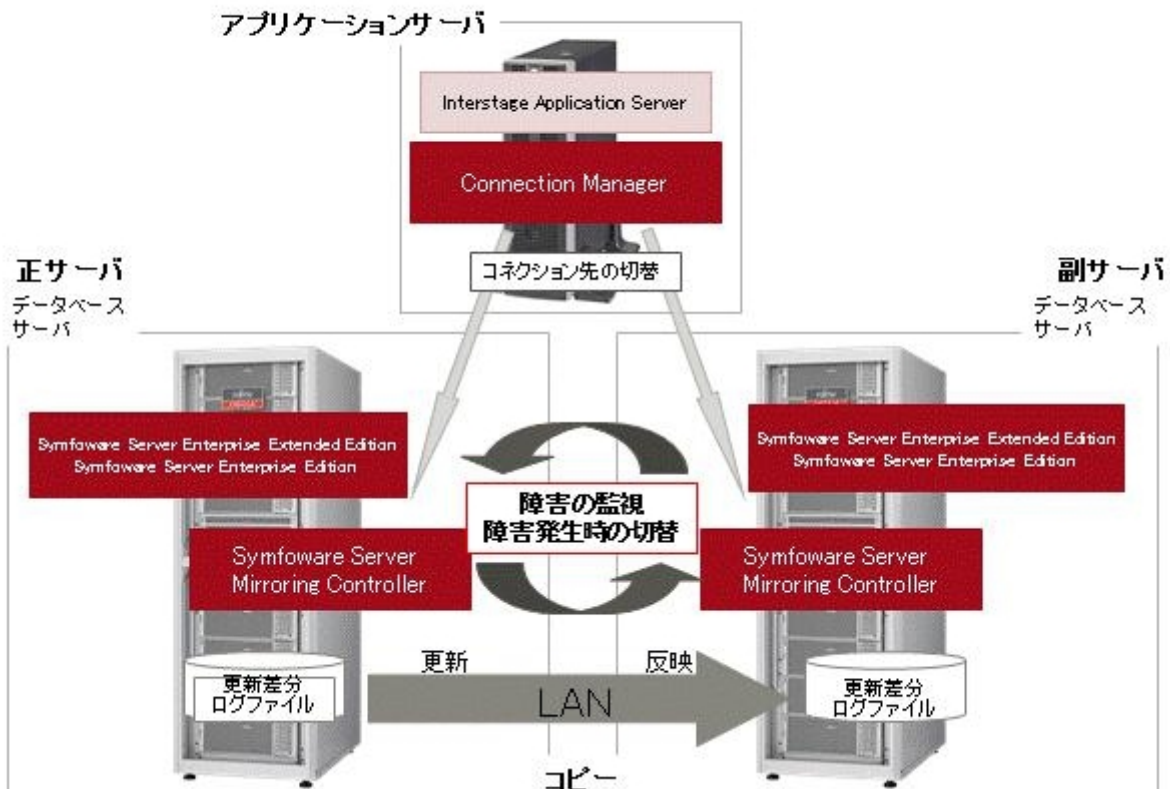 アプリケーションサーバ
Interstage Application Server
Connection Manager
コネクション先の切替
正サーバ
データベース
サーバ
副サーバ
データベース
サーバ
Symfoware Server Enterprise Extended Edition
Symfoware Server Enterprise Edition
Symfoware Server Enterprise Extended Edition
Symfoware Server Enterprise Edition
障害の監視
障害発生時の切替
Symfoware Server
Mirroring Controller
Symfoware Server
Mirroring Controller
更新
反映
更新差分
ログファイル
LAN
更新差分
ログファイル
コピー